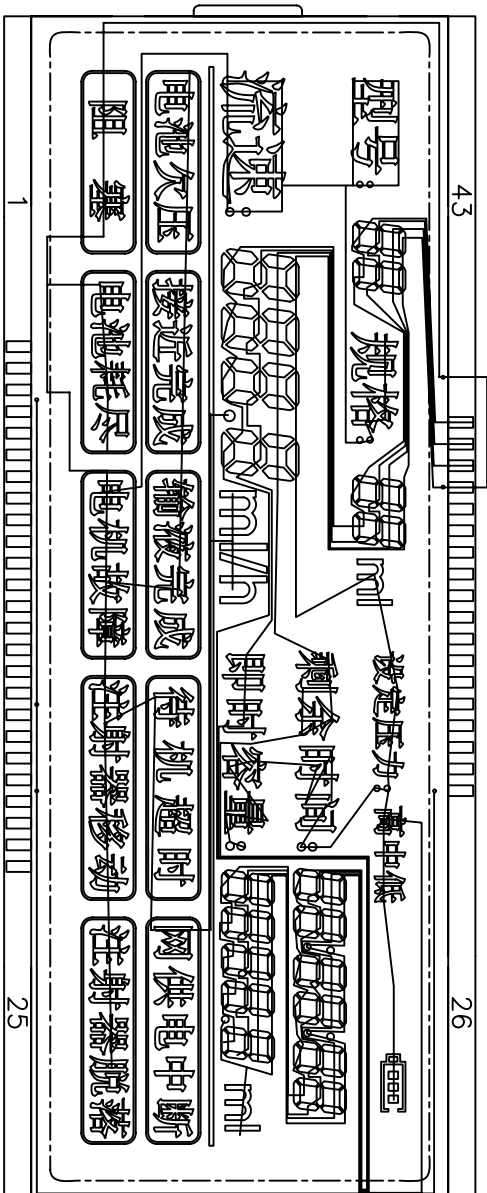 43 26
型号: 规格: ml 设定压力: 高中低
流速: ml/h
剩余时间:
即时容量: ml
电池欠压 接近完成 输液完成 待机超时 网供电中断
阻塞 电池耗尽 电机故障 注射器移动 注射器脱落
1 25